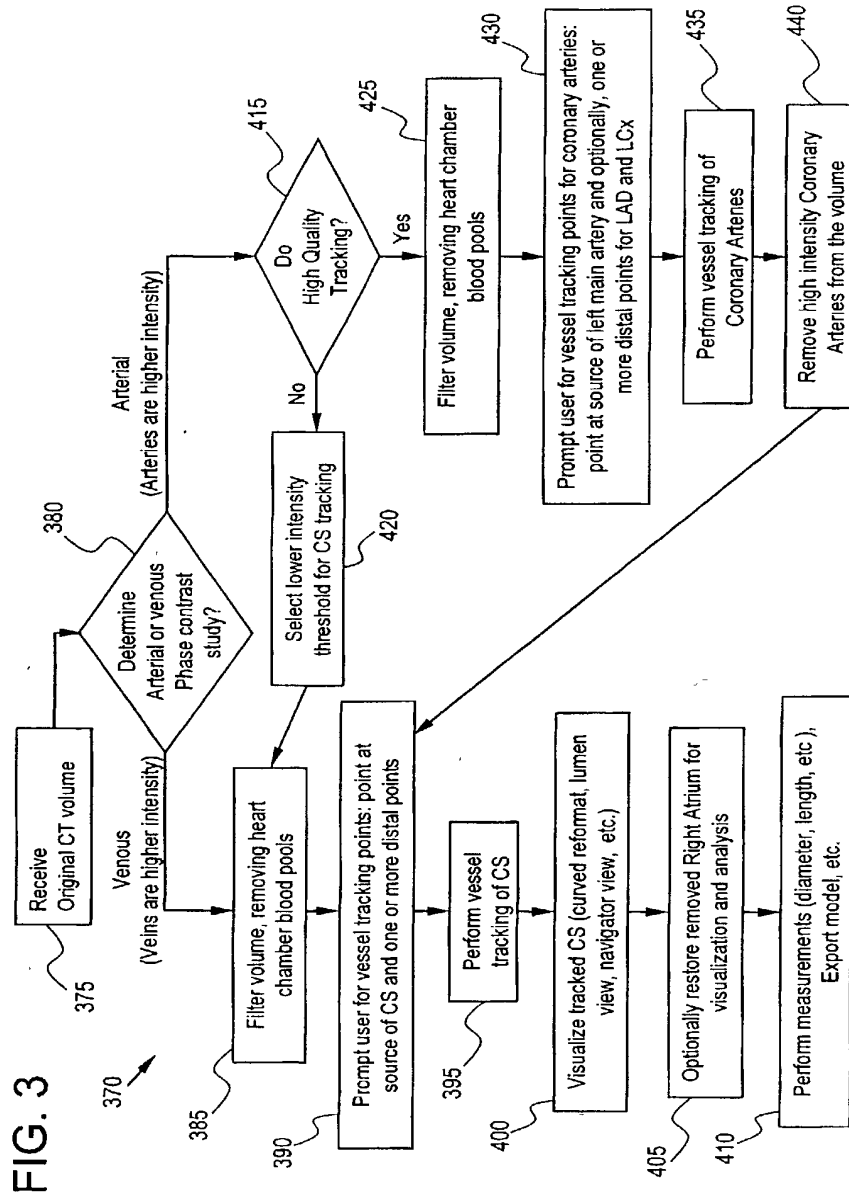 FIG. 3
370
375
Receive
Original CT volume
380
Determine
Arterial or venous
Phase contrast
study?
Venous
(Veins are higher intensity)
Arterial
(Arteries are higher intensity)
385
Filter volume, removing heart
chamber blood pools
390
Prompt user for vessel tracking points: point at
source of CS and one or more distal points
395
Perform vessel
tracking of CS
400
Visualize tracked CS (curved reformat, lumen
view, navigator view, etc.)
405
Optionally restore removed Right Atrium for
visualization and analysis
410
Perform measurements (diameter, length, etc ),
Export model, etc.
415
Do
High Quality
Tracking?
No
Yes
420
Select lower intensity
threshold for CS tracking
425
Filter volume, removing heart chamber
blood pools
430
Prompt user for vessel tracking points for coronary arteries:
point at source of left main artery and optionally, one or
more distal points for LAD and LCx
435
Perform vessel tracking of
Coronary Arteries
440
Remove high intensity Coronary
Arteries from the volume